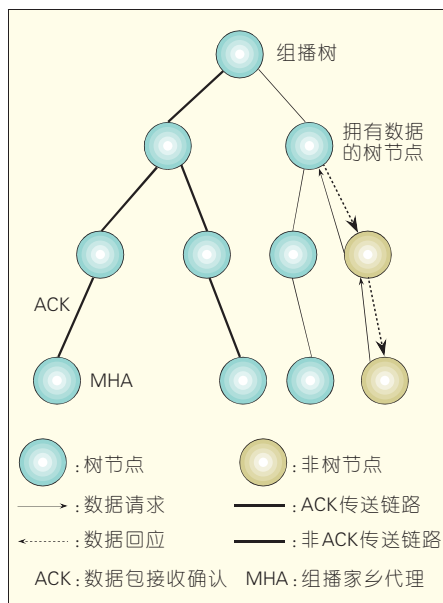 组播树
拥有数据
的树节点
ACK
MHA
:树节点
:非树节点
:数据请求
:ACK传送链路
:数据回应
:非ACK传送链路
ACK:数据包接收确认
MHA:组播家乡代理